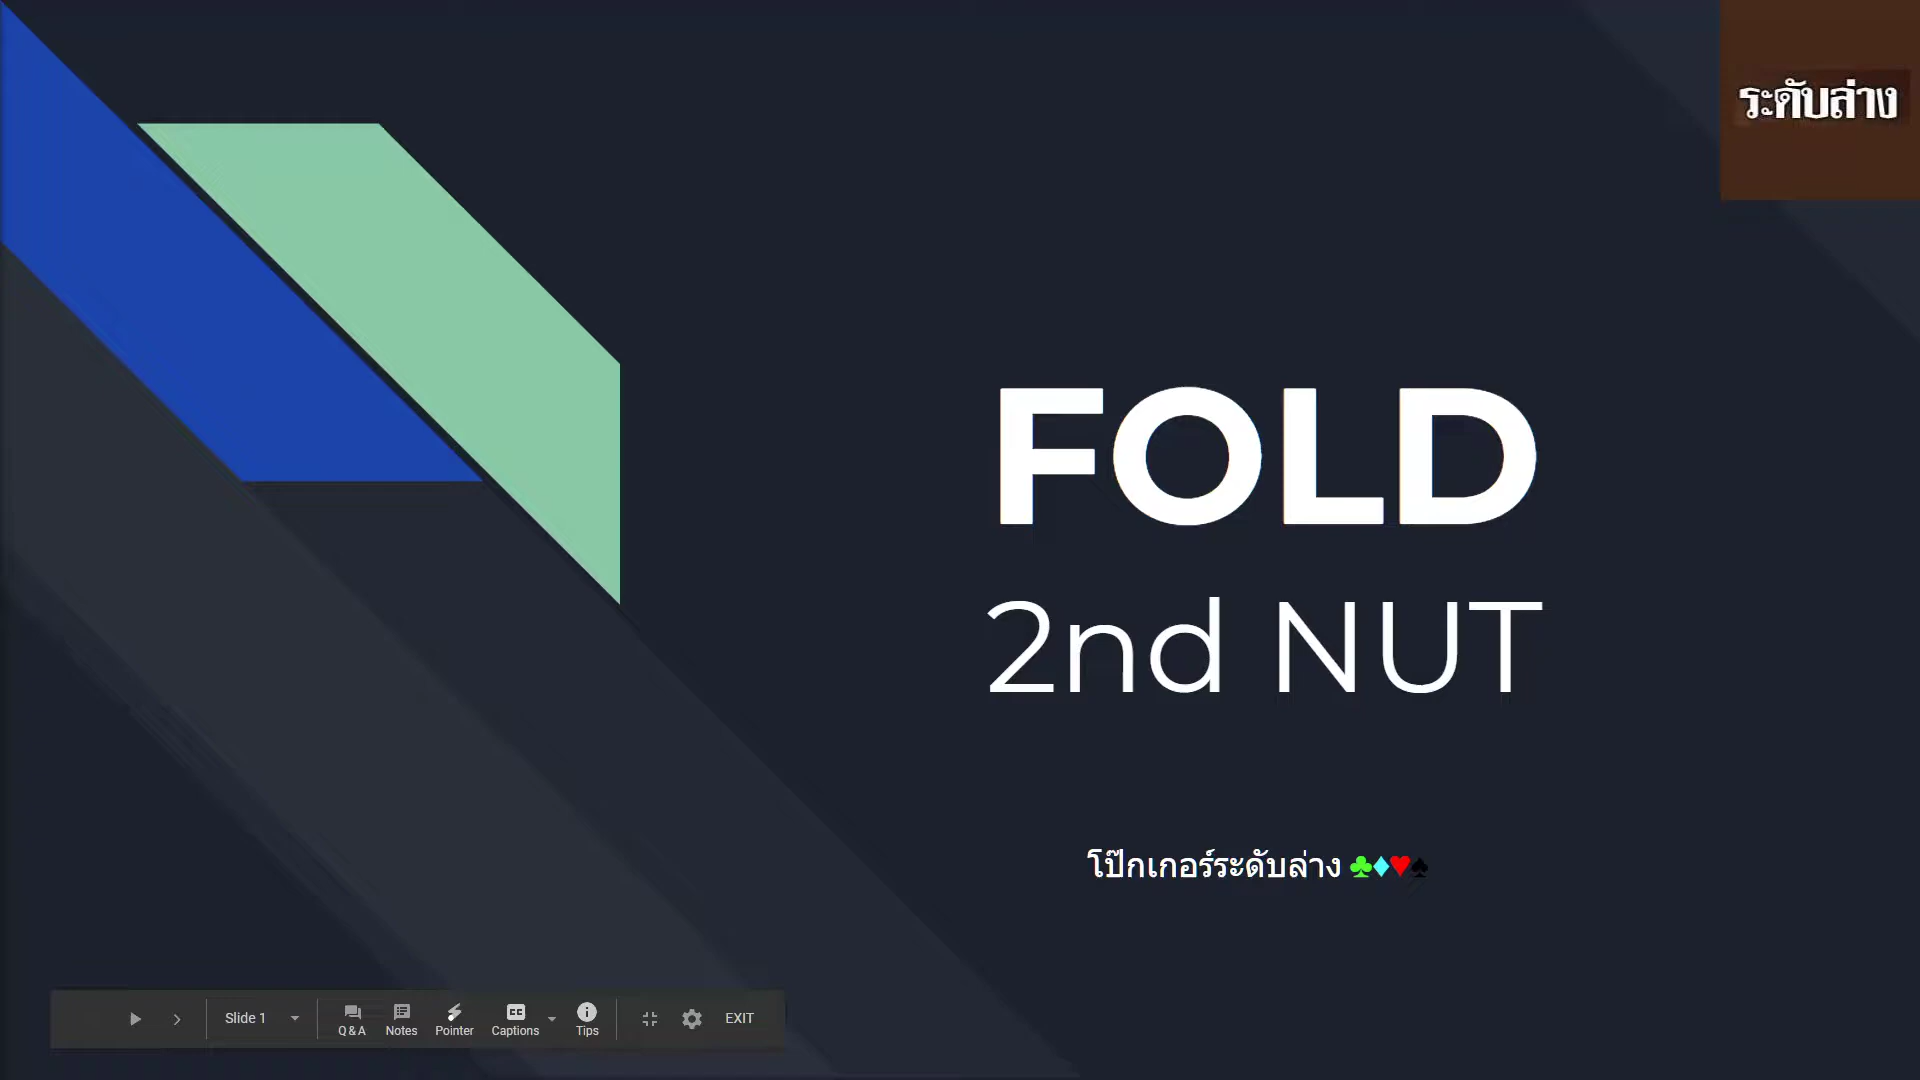 ระดับล่าง
FOLD
2nd NUT
โป๊กเกอร์ระดับล่าง ♣♦♥♠
Slide 1
Q&A
Notes
Pointer
CC
Captions
Tips
EXIT